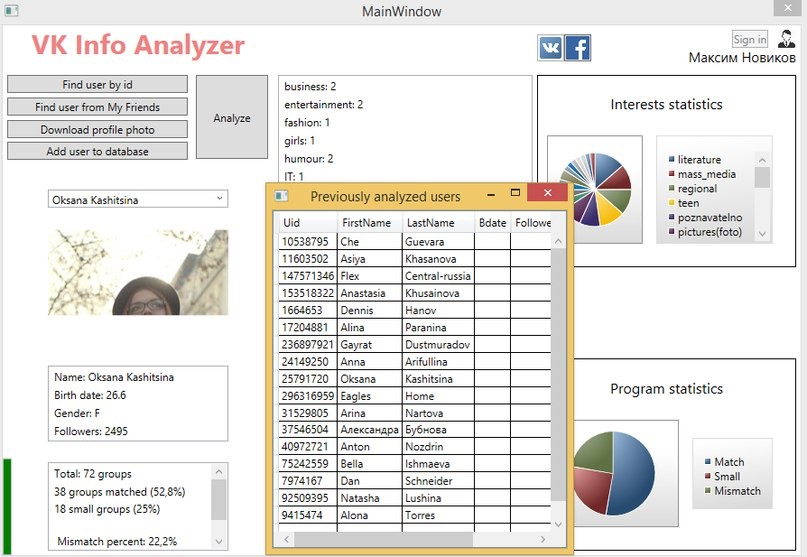 MainWindow
VK Info Analyzer
Sign in
Максим Новиков
Find user by id
Find user from My Friends
Download profile photo
Add user to database
Analyze
business: 2
entertainment: 2
fashion: 1
girls: 1
humour: 2
IT: 1
Interests statistics
literature
mass_media
regional
teen
poznavatelno
pictures(foto)
Oksana Kashitsina
Name: Oksana Kashitsina
Birth date: 26.6
Gender: F
Followers: 2495
Total: 72 groups
38 groups matched (52,8%)
18 small groups (25%)
Mismatch percent: 22,2%
Previously analyzed users
Uid FirstName LastName Bdate Followe
10538795 Che Guevara
11603502 Asiya Khasanova
147571346 Flex Central-russia
153518322 Anastasia Khusainova
1664653 Dennis Hanov
17204881 Alina Paranina
236897921 Gayrat Dustmuradov
24149250 Anna Arifullina
25791720 Oksana Kashitsina
296316959 Eagles Home
31529805 Arina Nartova
37546504 Александра Бубнова
40972721 Anton Nozdrin
75242559 Bella Ishmaeva
7974167 Dan Schneider
92509395 Natasha Lushina
9415474 Alona Torres
Program statistics
Match
Small
Mismatch